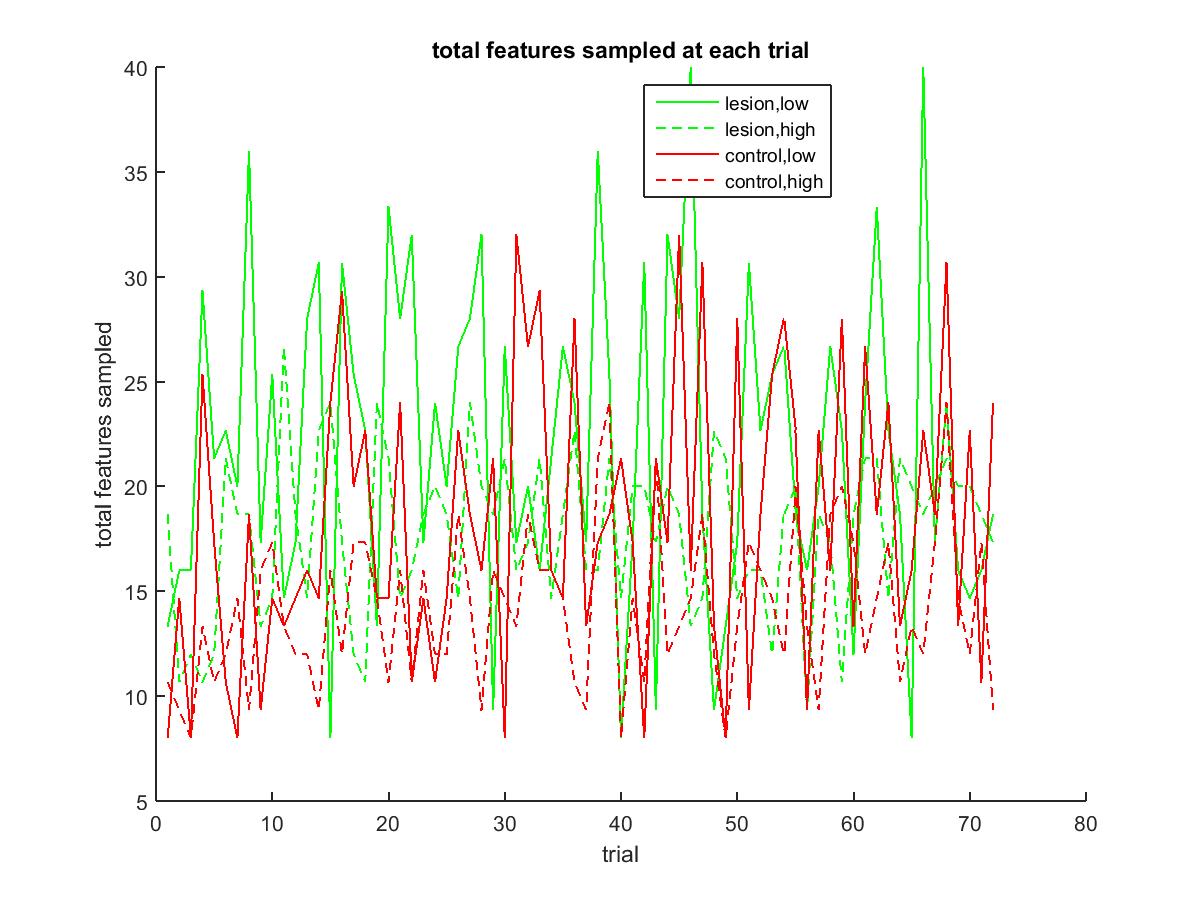 total features sampled at each trial
40
35
30
25
20
15
10
5
total features sampled
lesion,low
lesion,high
control,low
control,high
0 10 20 30 40 50 60 70 80
trial